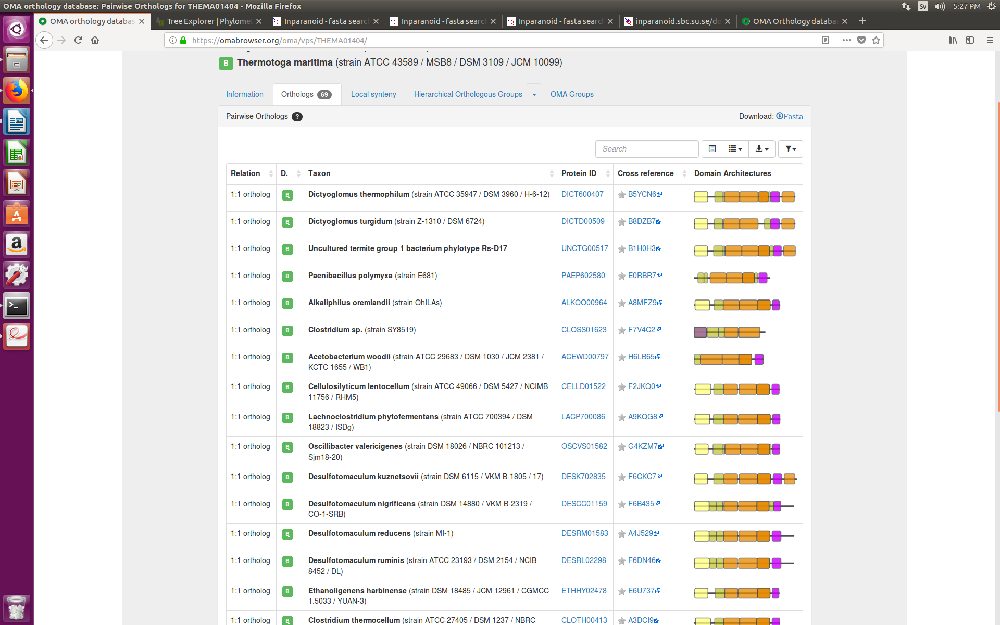 OMA orthology database: Pairwise Orthologs for THEMA01404 - Mozilla Firefox
Sv 5:27 PM
OMA orthology databas
Tree Explorer | Phylome
Inparanoid - fasta search
Inparanoid - fasta search
Inparanoid - fasta search
inparanoid.sbc.su.se/do
OMA Orthology databa
https://omabrowser.org/oma/vps/THEMA01404/
B Thermotoga maritima (strain ATCC 43589 / MSB8 / DSM 3109 / JCM 10099)
Information Orthologs 69 Local synteny Hierarchical Orthologous Groups OMA Groups
Pairwise Orthologs ? Download: Fasta
Search
Relation D. Taxon Protein ID Cross reference Domain Architectures
1:1 ortholog B Dictyoglomus thermophilum (strain ATCC 35947 / DSM 3960 / H-6-12) DICT600407 B5YCN6
1:1 ortholog B Dictyoglomus turgidum (strain Z-1310 / DSM 6724) DICTD00509 B8DZB7
1:1 ortholog B Uncultured termite group 1 bacterium phylotype Rs-D17 UNCTG00517 B1H0H3
1:1 ortholog B Paenibacillus polymyxa (strain E681) PAEP602580 E0RBR7
1:1 ortholog B Alkaliphilus oremlandii (strain OhILAs) ALKOO00964 A8MFZ9
1:1 ortholog B Clostridium sp. (strain SY8519) CLOSS01623 F7V4C2
1:1 ortholog B Acetobacterium woodii (strain ATCC 29683 / DSM 1030 / JCM 2381 / ACEWD00797 H6LB65
KCTC 1655 / WB1)
1:1 ortholog B Cellulosilyticum lentocellum (strain ATCC 49066 / DSM 5427 / NCIMB CELLD01522 F2JKQ0
11756 / RHM5)
1:1 ortholog B Lachnoclostridium phytofermentans (strain ATCC 700394 / DSM LACP700086 A9KQG8
18823 / ISDg)
1:1 ortholog B Oscillibacter valericigenes (strain DSM 18026 / NBRC 101213 / OSCVS01582 G4KZM7
Sjm18-20)
1:1 ortholog B Desulfotomaculum kuznetsovii (strain DSM 6115 / VKM B-1805 / 17) DESK702835 F6CKC7
1:1 ortholog B Desulfotomaculum nigrificans (strain DSM 14880 / VKM B-2319 / DESCC01159 F6B435
CO-1-SRB)
1:1 ortholog B Desulfotomaculum reducens (strain MI-1) DESRM01583 A4J529
1:1 ortholog B Desulfotomaculum ruminis (strain ATCC 23193 / DSM 2154 / NCIB DESRL02298 F6DN46
8452 / DL)
1:1 ortholog B Ethanoligenens harbinense (strain DSM 18485 / JCM 12961 / CGMCC ETHHY02478 E6U737
1.5033 / YUAN-3)
1:1 ortholog B Clostridium thermocellum (strain ATCC 27405 / DSM 1237 / NBRC CLOTH00413 A3DCI9